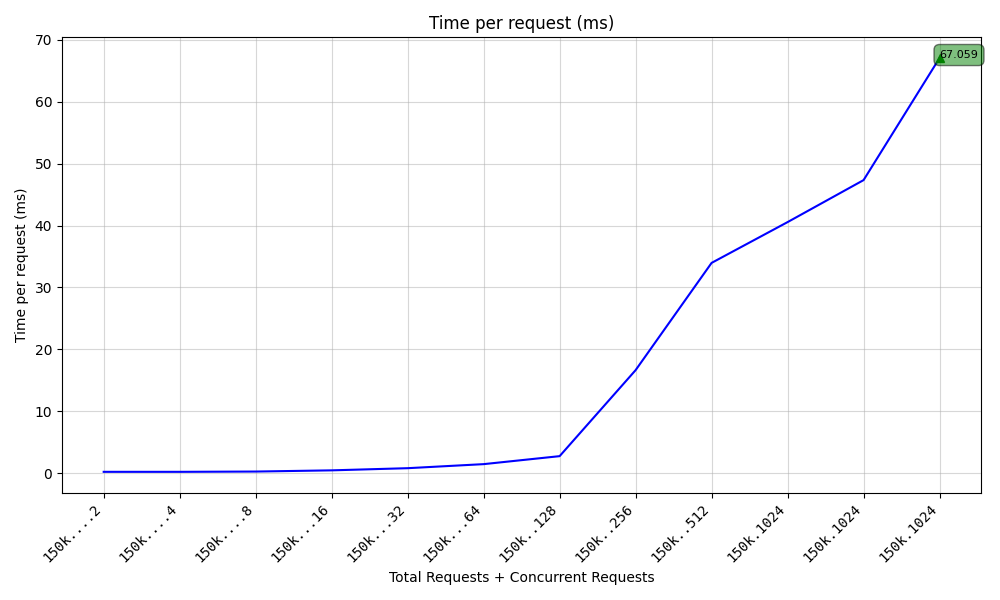 Time per request (ms)
70
60
50
40
30
20
10
0
Time per request (ms)
67.059
150k....2
150k....4
150k....8
150k...16
150k...32
150k...64
150k..128
150k..256
150k..512
150k.1024
150k.1024
150k.1024
Total Requests + Concurrent Requests